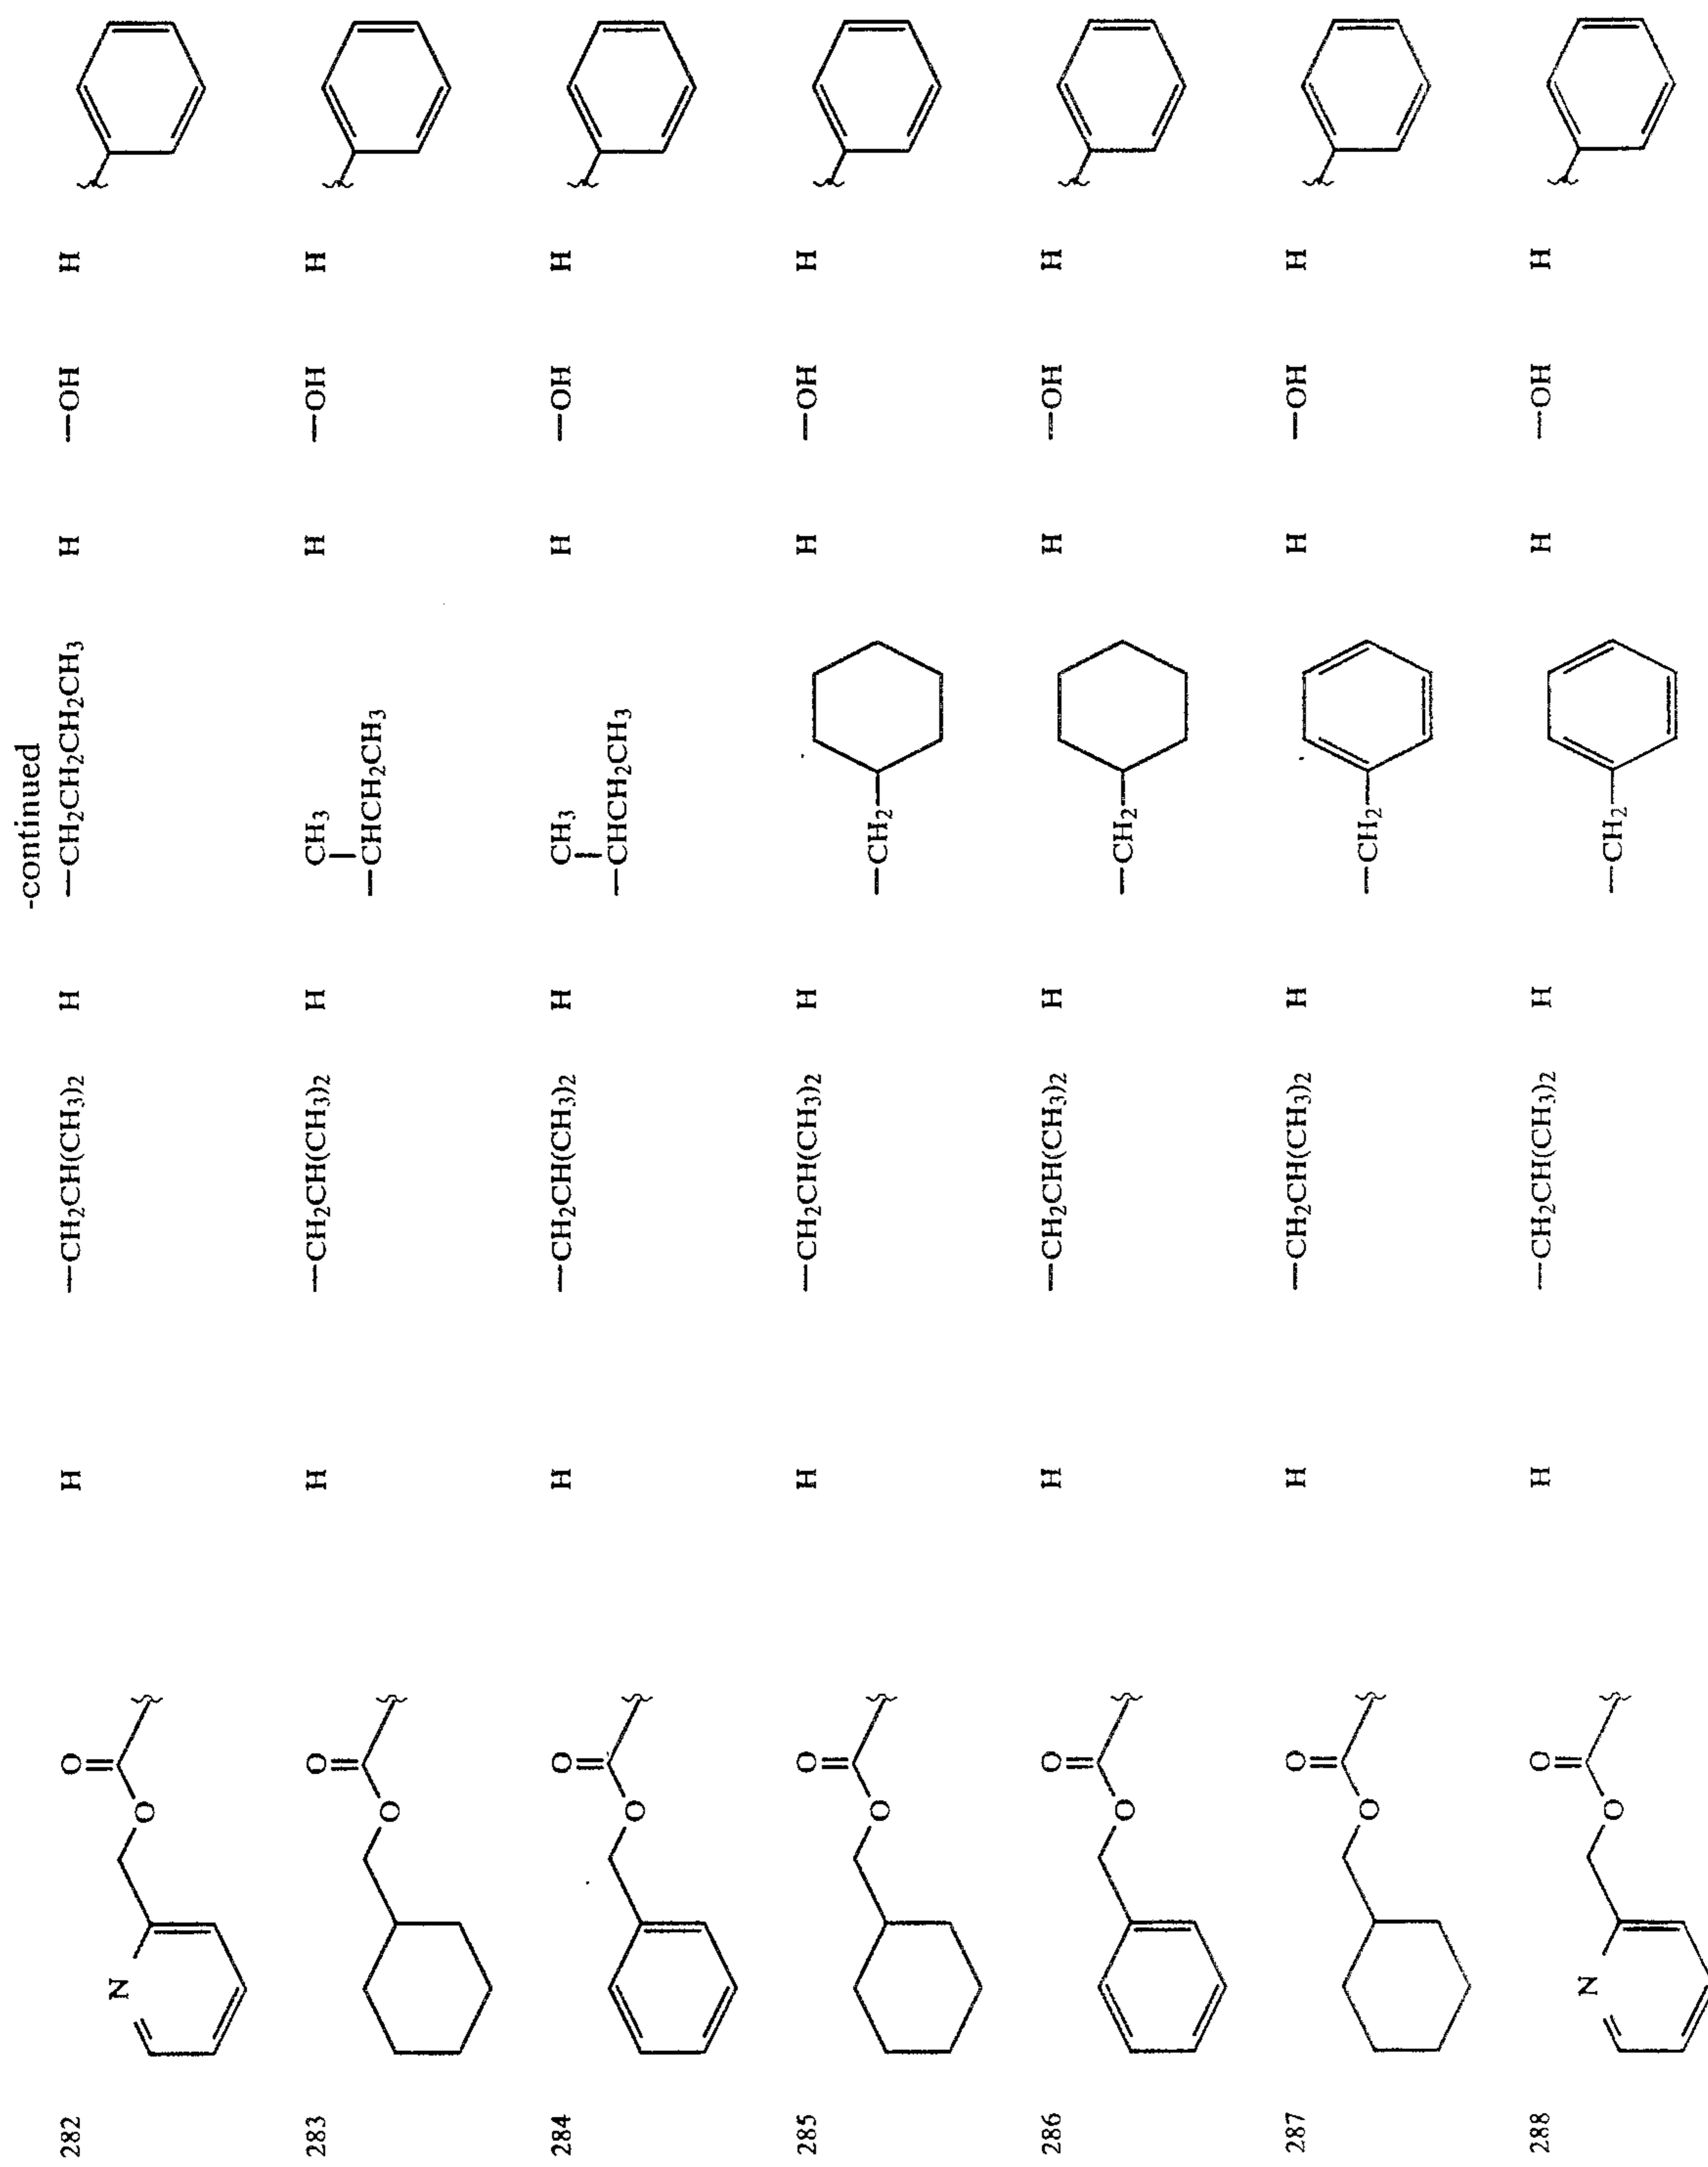 -continued
282 N O O H —CH2CH(CH3)2 H —CH2CH2CH2CH2CH3 H —OH H
283 O O H —CH2CH(CH3)2 H CH3 —CHCH2CH3 H —OH H
284 O O H —CH2CH(CH3)2 H CH3 —CHCH2CH3 H —OH H
285 O O H —CH2CH(CH3)2 H —CH2 H —OH H
286 O O H —CH2CH(CH3)2 H —CH2 H —OH H
287 O O H —CH2CH(CH3)2 H —CH2 H —OH H
288 N O O H —CH2CH(CH3)2 H —CH2 H —OH H